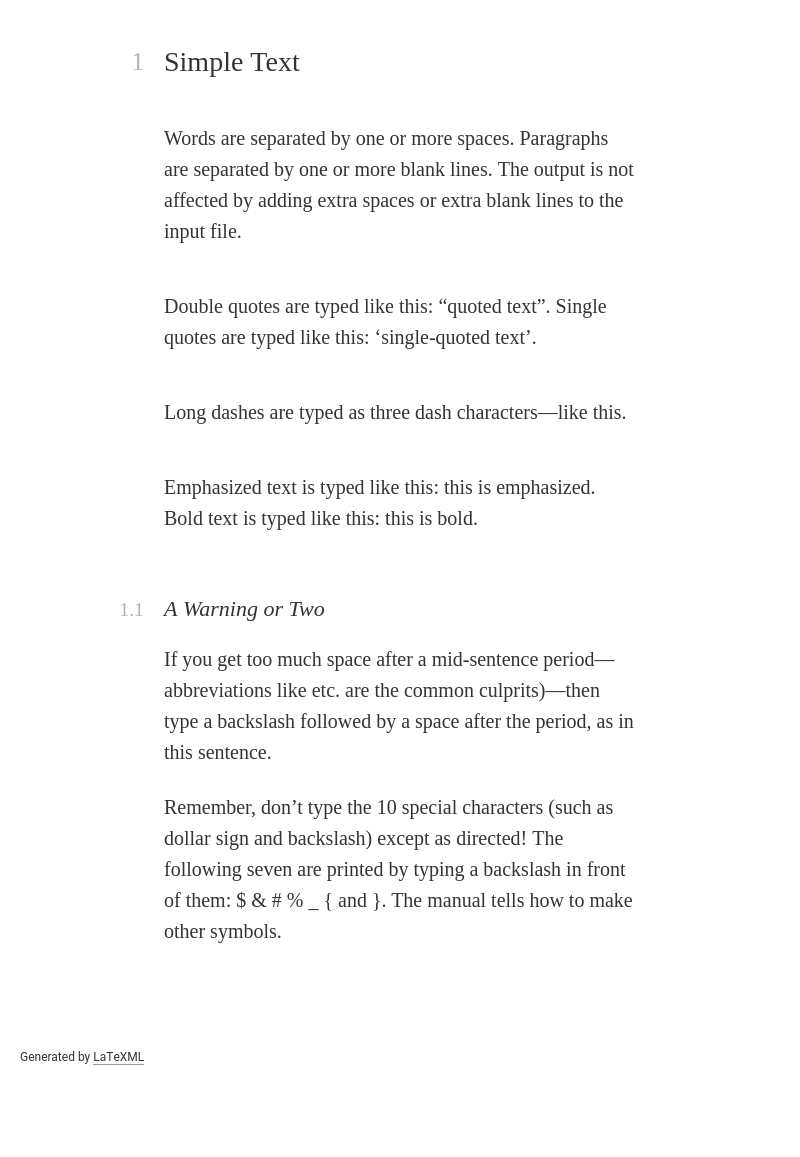 1 Simple Text
Words are separated by one or more spaces. Paragraphs
are separated by one or more blank lines. The output is not
affected by adding extra spaces or extra blank lines to the
input file.
Double quotes are typed like this: “quoted text”. Single
quotes are typed like this: ‘single-quoted text’.
Long dashes are typed as three dash characters—like this.
Emphasized text is typed like this: this is emphasized.
Bold text is typed like this: this is bold.
1.1 A Warning or Two
If you get too much space after a mid-sentence period—
abbreviations like etc. are the common culprits)—then
type a backslash followed by a space after the period, as in
this sentence.
Remember, don’t type the 10 special characters (such as
dollar sign and backslash) except as directed! The
following seven are printed by typing a backslash in front
of them: $ & # % _ { and }. The manual tells how to make
other symbols.
Generated by LaTeXML